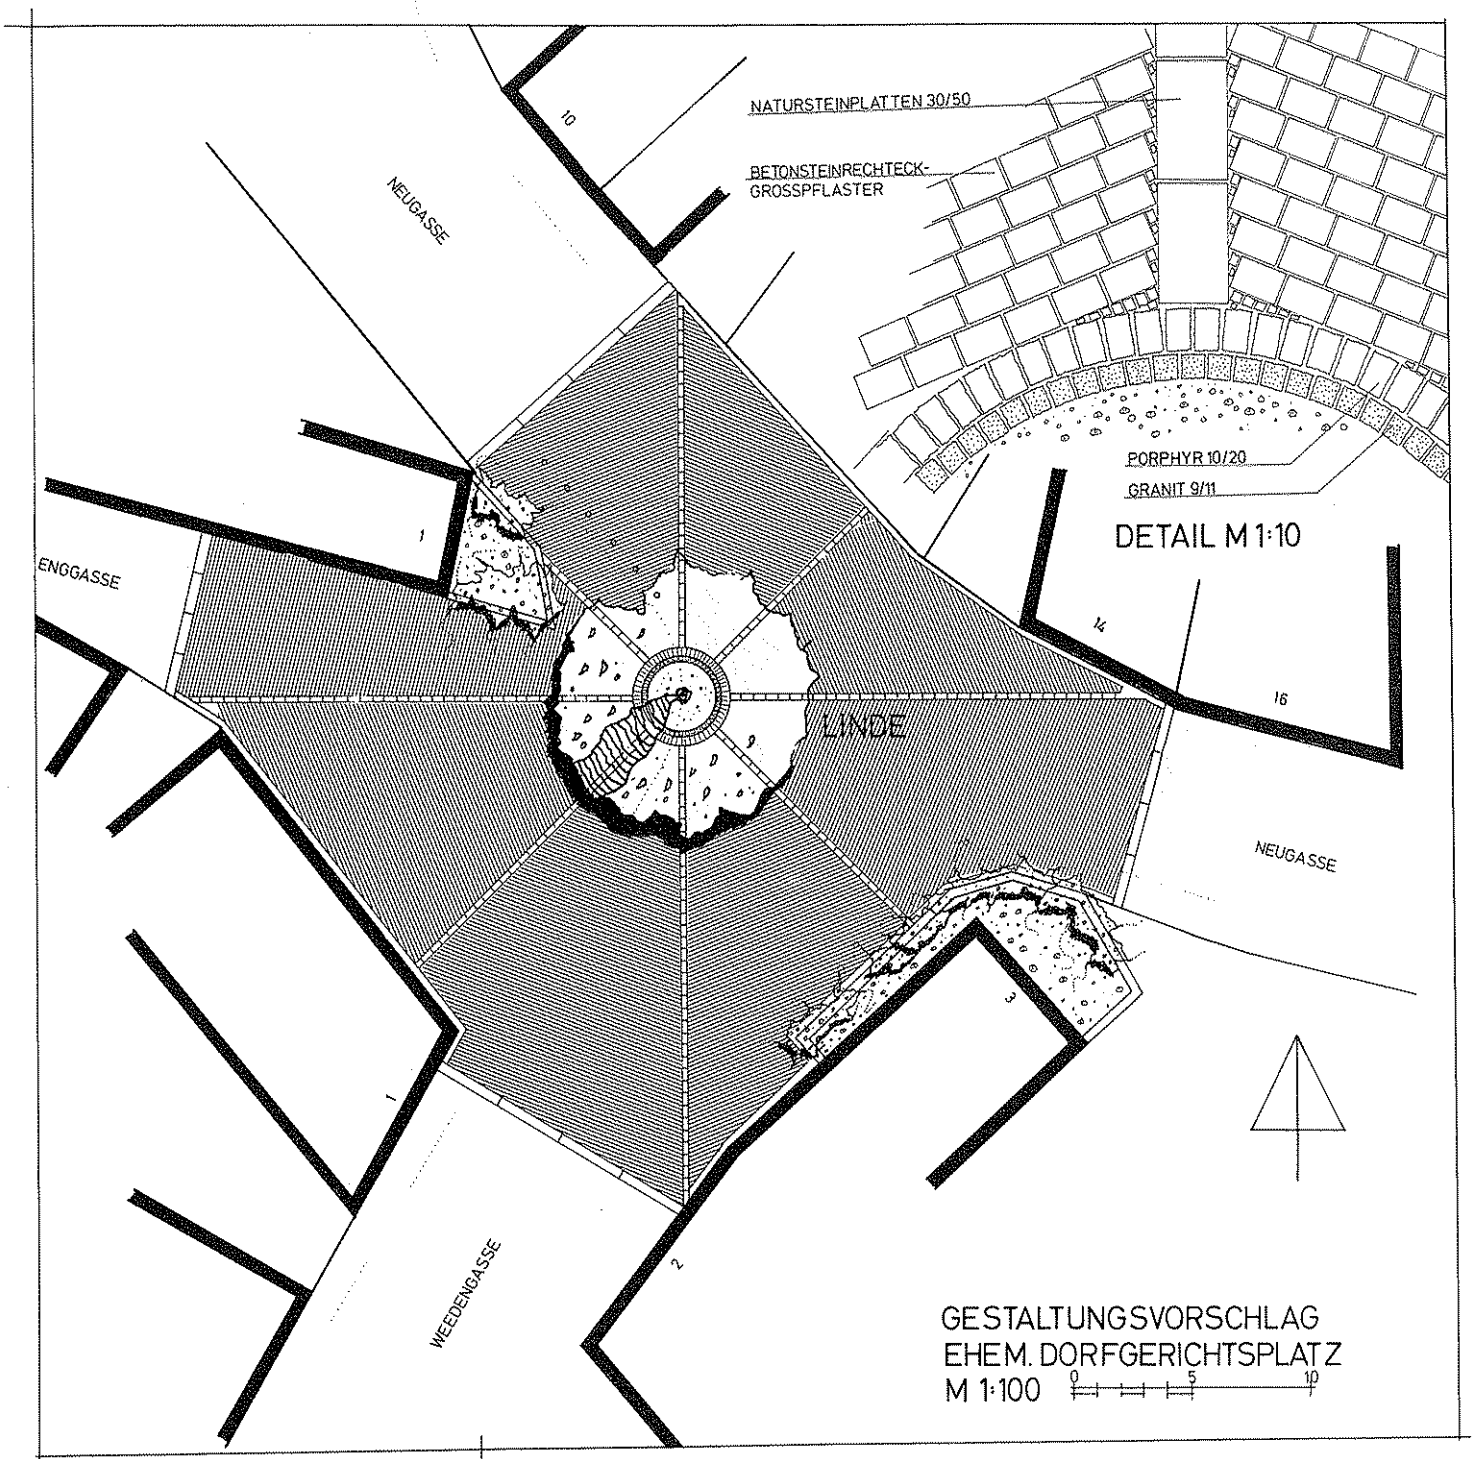 10
NEUGASSE
NATURSTEINPLATTEN 30/50
BETONSTEINRECHTECK-
GROSSPFLASTER
PORPHYR 10/20
GRANIT 9/11
DETAIL M 1:10
1
ENGGASSE
14
16
LINDE
NEUGASSE
3
1
2
WEEDENGASSE
GESTALTUNGSVORSCHLAG
EHEM. DORFGERICHTSPLATZ
M 1:100 0 5 10